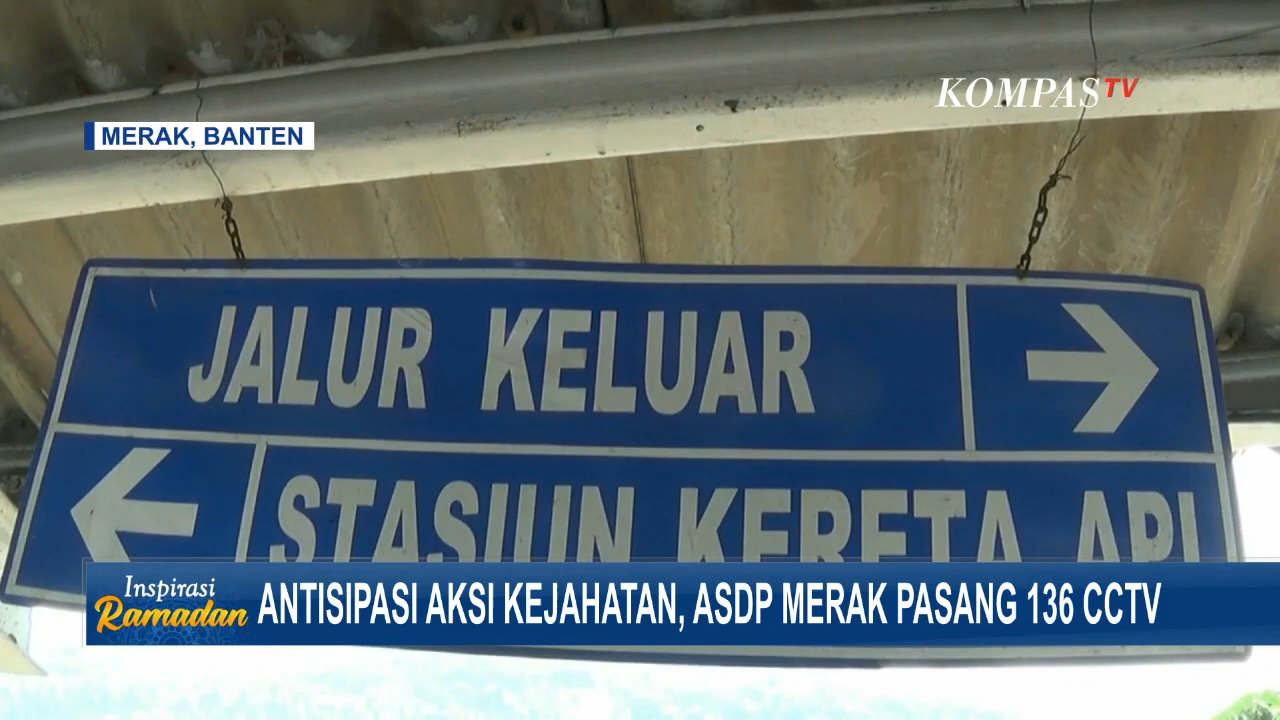 KOMPASTV
MERAK, BANTEN
JALUR KELUAR
STASIUN KERETA API
Inspirasi
Ramadan
ANTISIPASI AKSI KEJAHATAN, ASDP MERAK PASANG 136 CCTV